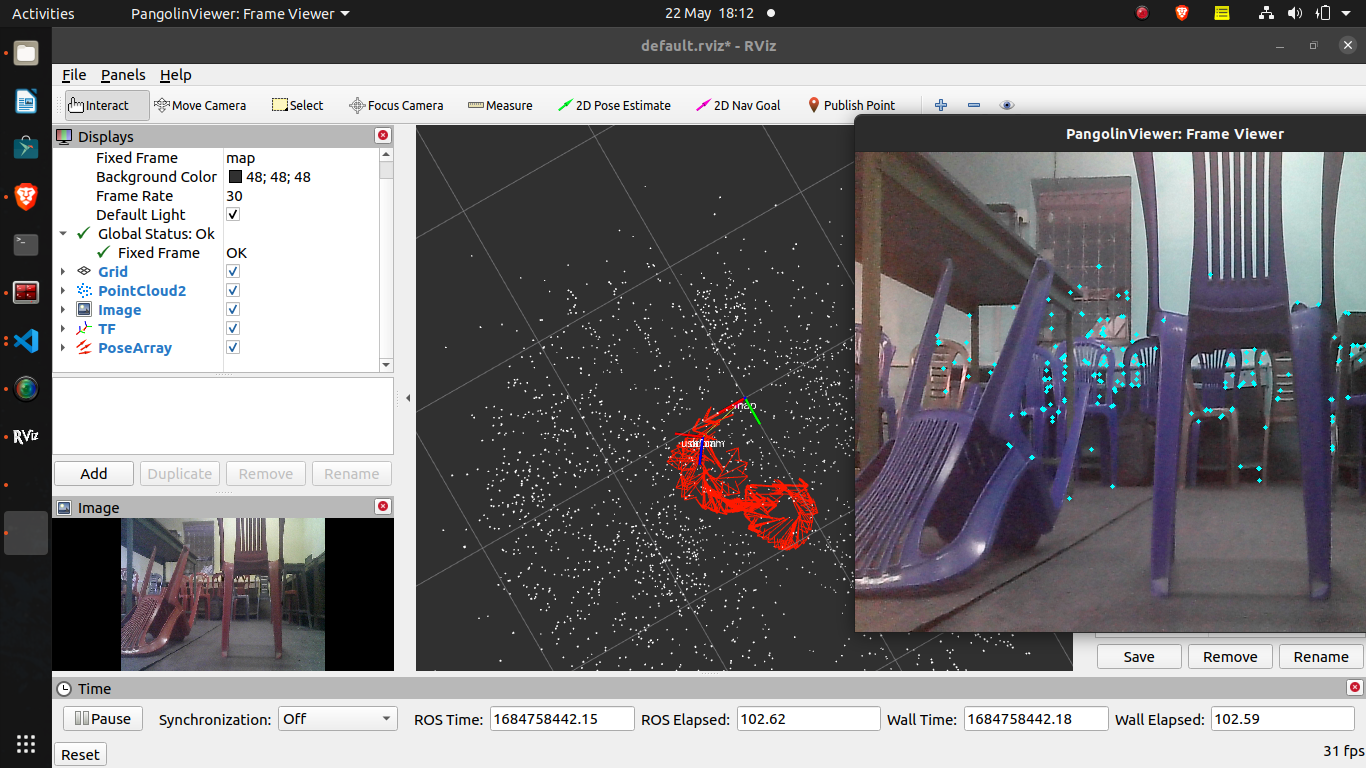 Activities
PangolinViewer: Frame Viewer
22 May 18:12
default.rviz* - RViz
File Panels Help
Interact Move Camera Select Focus Camera Measure 2D Pose Estimate 2D Nav Goal Publish Point
Displays
Fixed Frame map
Background Color 48; 48; 48
Frame Rate 30
Default Light
Global Status: Ok
Fixed Frame OK
Grid
PointCloud2
Image
TF
PoseArray
Add Duplicate Remove Rename
Image
map
PangolinViewer: Frame Viewer
RViz
Save Remove Rename
Time
Pause Synchronization: Off ROS Time: 1684758442.15 ROS Elapsed: 102.62 Wall Time: 1684758442.18 Wall Elapsed: 102.59
Reset 31 fps